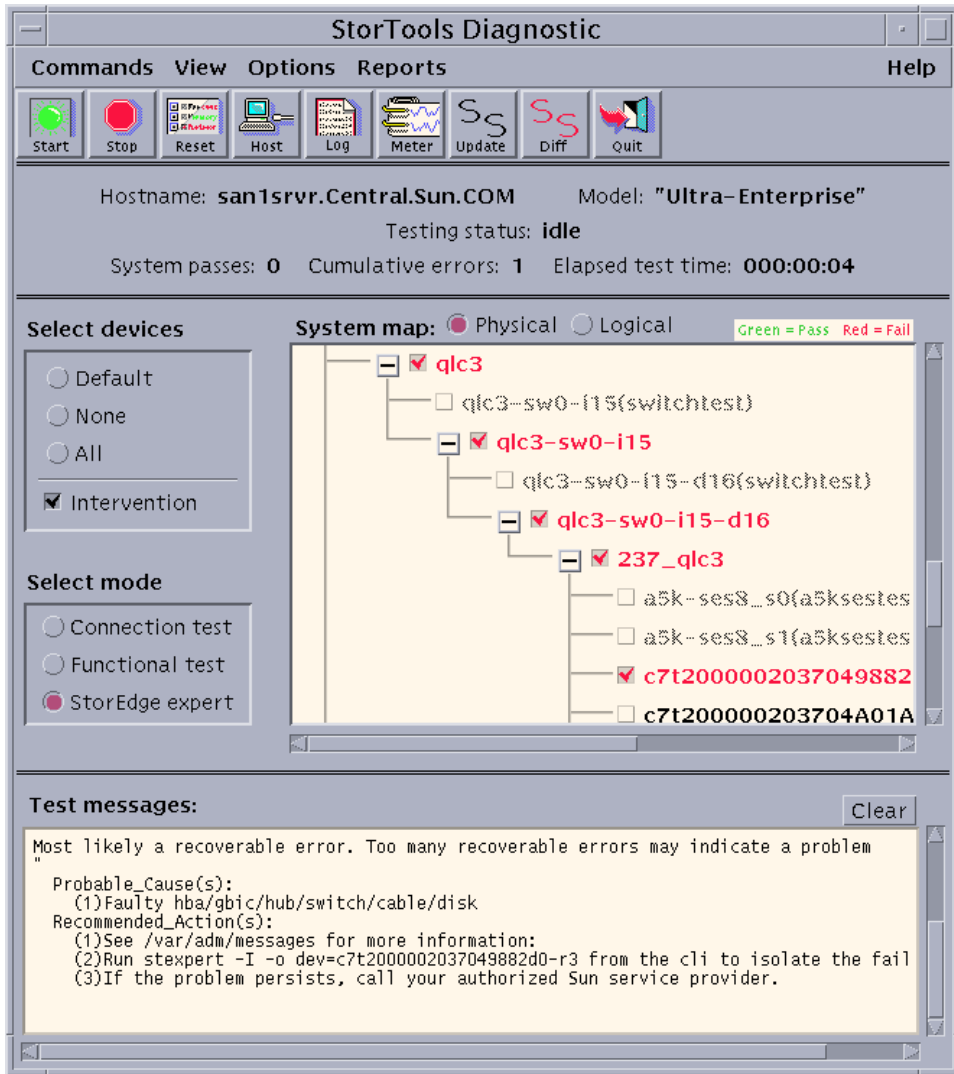 StorTools Diagnostic
Commands View Options Reports Help
Start Stop Reset Host Log Meter Update Diff Quit
Hostname: san1srvr.Central.Sun.COM Model: "Ultra-Enterprise"
Testing status: idle
System passes: 0 Cumulative errors: 1 Elapsed test time: 000:00:04
Select devices
Default
None
All
Intervention
Select mode
Connection test
Functional test
StorEdge expert
System map: Physical Logical Green = Pass Red = Fail
qlc3
qlc3-sw0-i15(switchtest)
qlc3-sw0-i15
qlc3-sw0-i15-d16(switchtest)
qlc3-sw0-i15-d16
237_qlc3
a5k-ses8_s0(a5ksestes
a5k-ses8_s1(a5ksestes
c7t2000002037049882
c7t200000203704A01A
Test messages:
Clear
Most likely a recoverable error. Too many recoverable errors may indicate a problem
"
Probable_Cause(s):
(1)Faulty hba/gbic/hub/switch/cable/disk
Recommended_Action(s):
(1)See /var/adm/messages for more information:
(2)Run stexpert -I -o dev=c7t2000002037049882d0-r3 from the cli to isolate the fail
(3)If the problem persists, call your authorized Sun service provider.